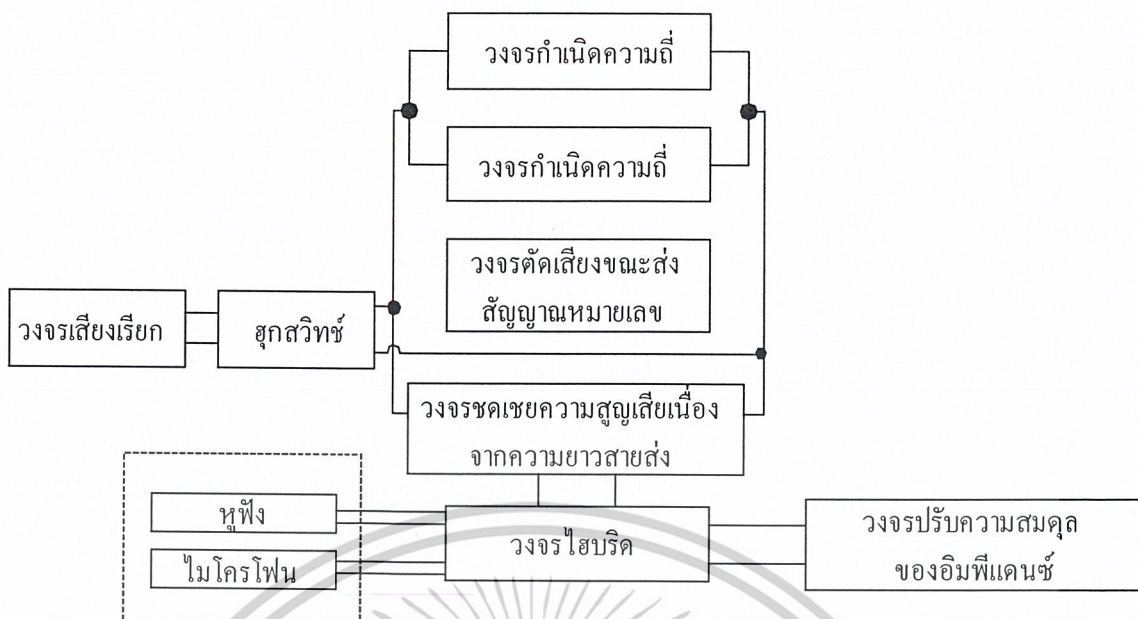 วงจรกำเนิดความถี่
วงจรกำเนิดความถี่
วงจรตัดเสียงขณะส่ง
สัญญาณหมายเลข
วงจรเสียงเรียก
ฮุกสวิทช์
วงจรชดเชยความสูญเสียเนื่อง
จากความยาวสายส่ง
หูฟัง
ไมโครโฟน
วงจรไฮบริด
วงจรปรับความสมดุล
ของอิมพีแดนซ์